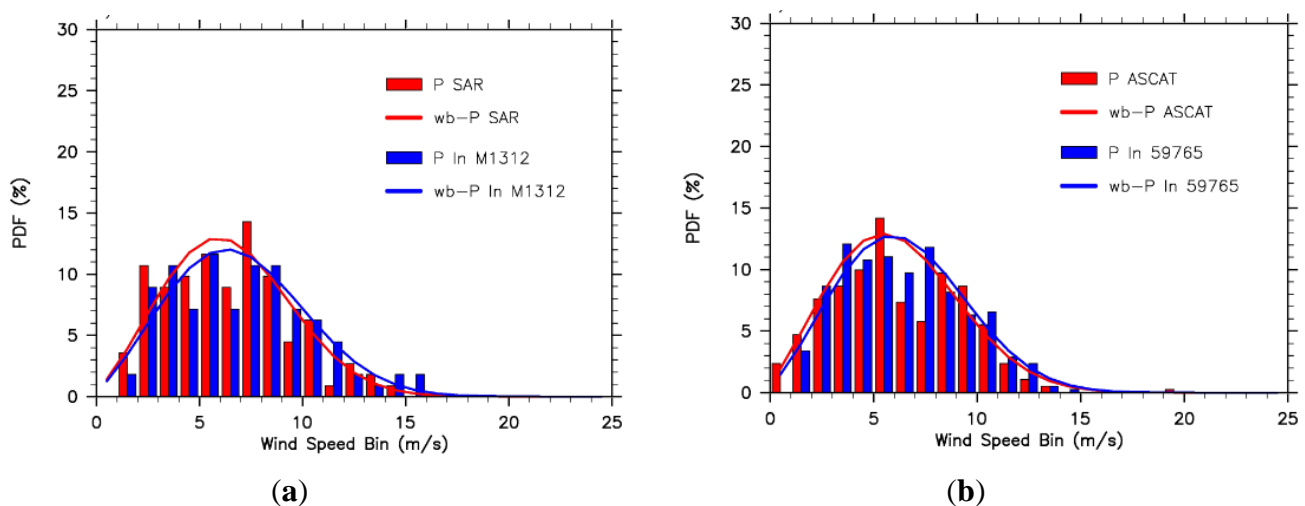 30
25
20
15
10
5
0
PDF (%)
P SAR
wb-P SAR
P In M1312
wb-P In M1312
0 5 10 15 20 25
Wind Speed Bin (m/s)
(a)
30
25
20
15
10
5
0
PDF (%)
P ASCAT
wb-P ASCAT
P In 59765
wb-P In 59765
0 5 10 15 20 25
Wind Speed Bin (m/s)
(b)